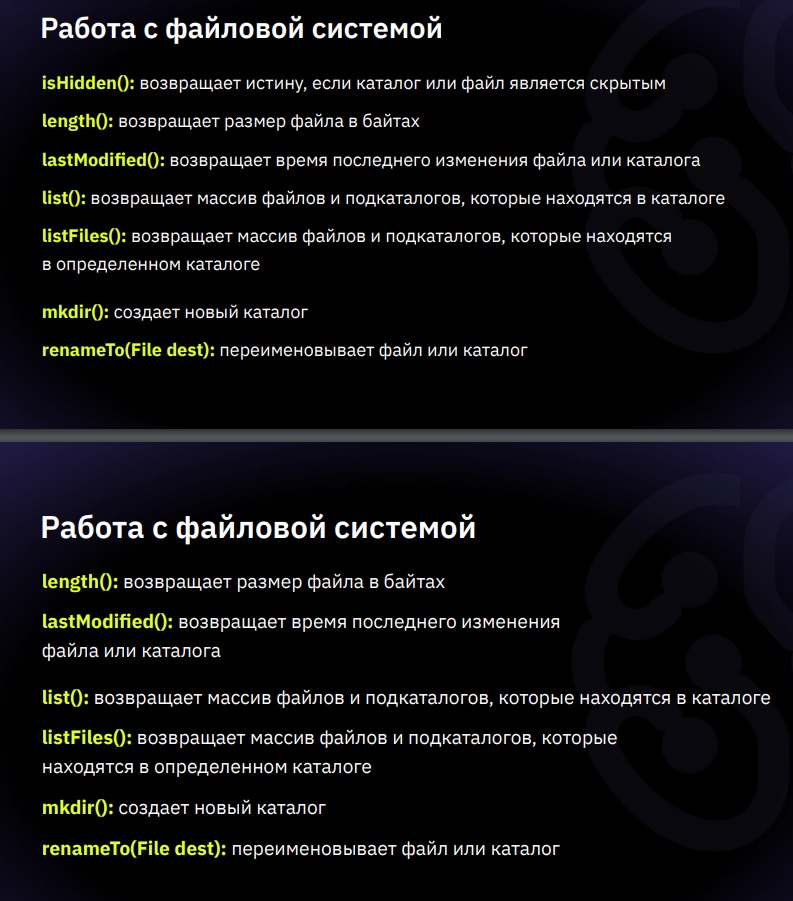 Работа с файловой системой
isHidden(): возвращает истину, если каталог или файл является скрытым
length(): возвращает размер файла в байтах
lastModified(): возвращает время последнего изменения файла или каталога
list(): возвращает массив файлов и подкаталогов, которые находятся в каталоге
listFiles(): возвращает массив файлов и подкаталогов, которые находятся
в определенном каталоге
mkdir(): создает новый каталог
renameTo(File dest): переименовывает файл или каталог
Работа с файловой системой
length(): возвращает размер файла в байтах
lastModified(): возвращает время последнего изменения
файла или каталога
list(): возвращает массив файлов и подкаталогов, которые находятся в каталоге
listFiles(): возвращает массив файлов и подкаталогов, которые
находятся в определенном каталоге
mkdir(): создает новый каталог
renameTo(File dest): переименовывает файл или каталог